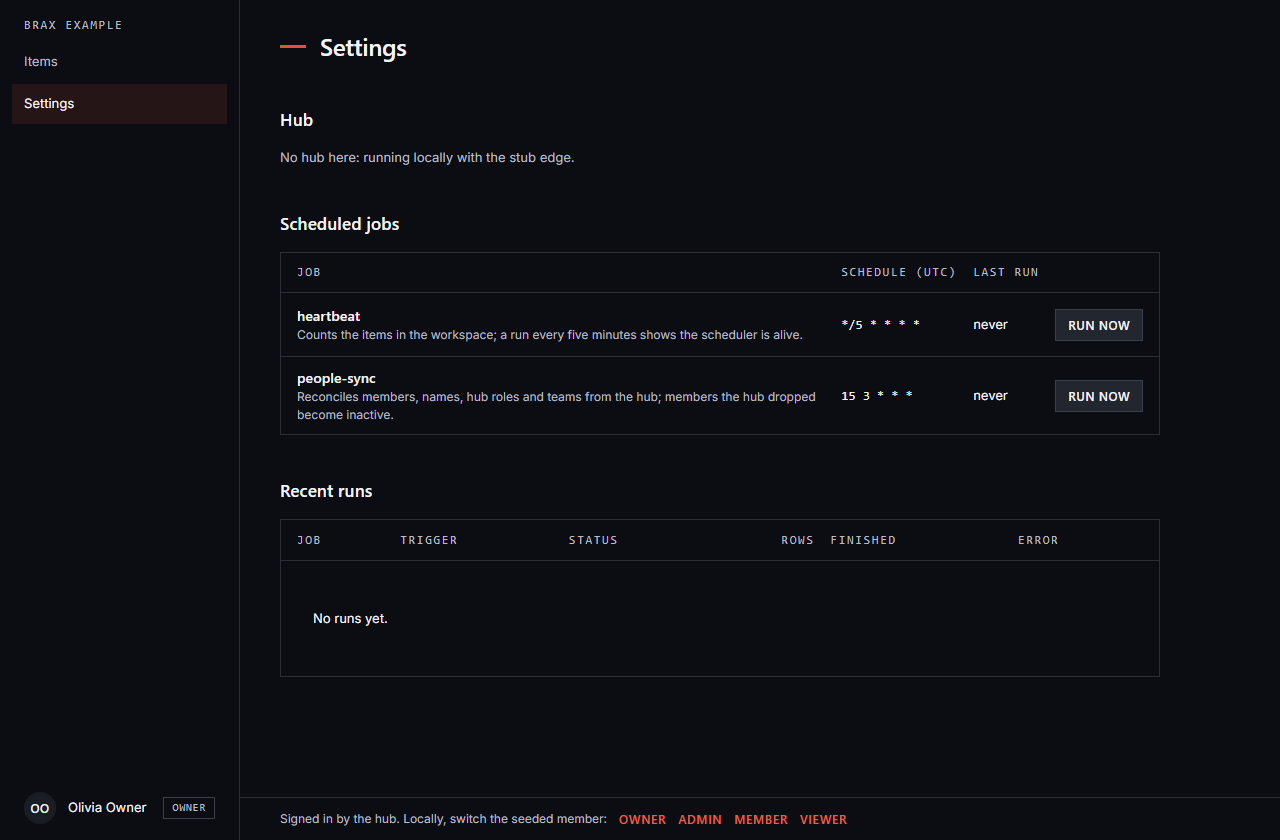 BRAX EXAMPLE
Items
Settings
Settings
Hub
No hub here: running locally with the stub edge.
Scheduled jobs
JOB SCHEDULE (UTC) LAST RUN
heartbeat
Counts the items in the workspace; a run every five minutes shows the scheduler is alive.
*/5 * * * * never RUN NOW
people-sync
Reconciles members, names, hub roles and teams from the hub; members the hub dropped
become inactive.
15 3 * * * never RUN NOW
Recent runs
JOB TRIGGER STATUS ROWS FINISHED ERROR
No runs yet.
OO Olivia Owner OWNER
Signed in by the hub. Locally, switch the seeded member: OWNER ADMIN MEMBER VIEWER